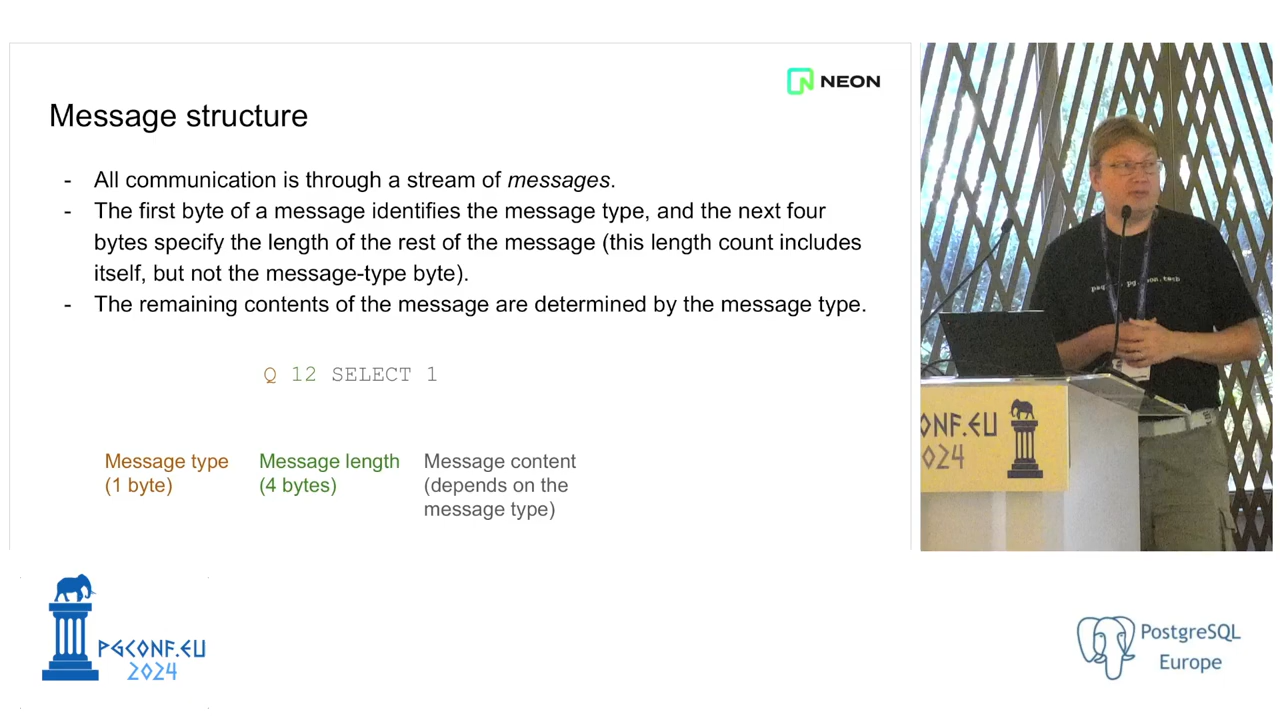 NEON
Message structure
- All communication is through a stream of messages.
- The first byte of a message identifies the message type, and the next four
bytes specify the length of the rest of the message (this length count includes
itself, but not the message-type byte).
- The remaining contents of the message are determined by the message type.
Q 12 SELECT 1
Message type
(1 byte)
Message length
(4 bytes)
Message content
(depends on the
message type)
ONF.EU
024
PGCONF.EU
2024
PostgreSQL
Europe